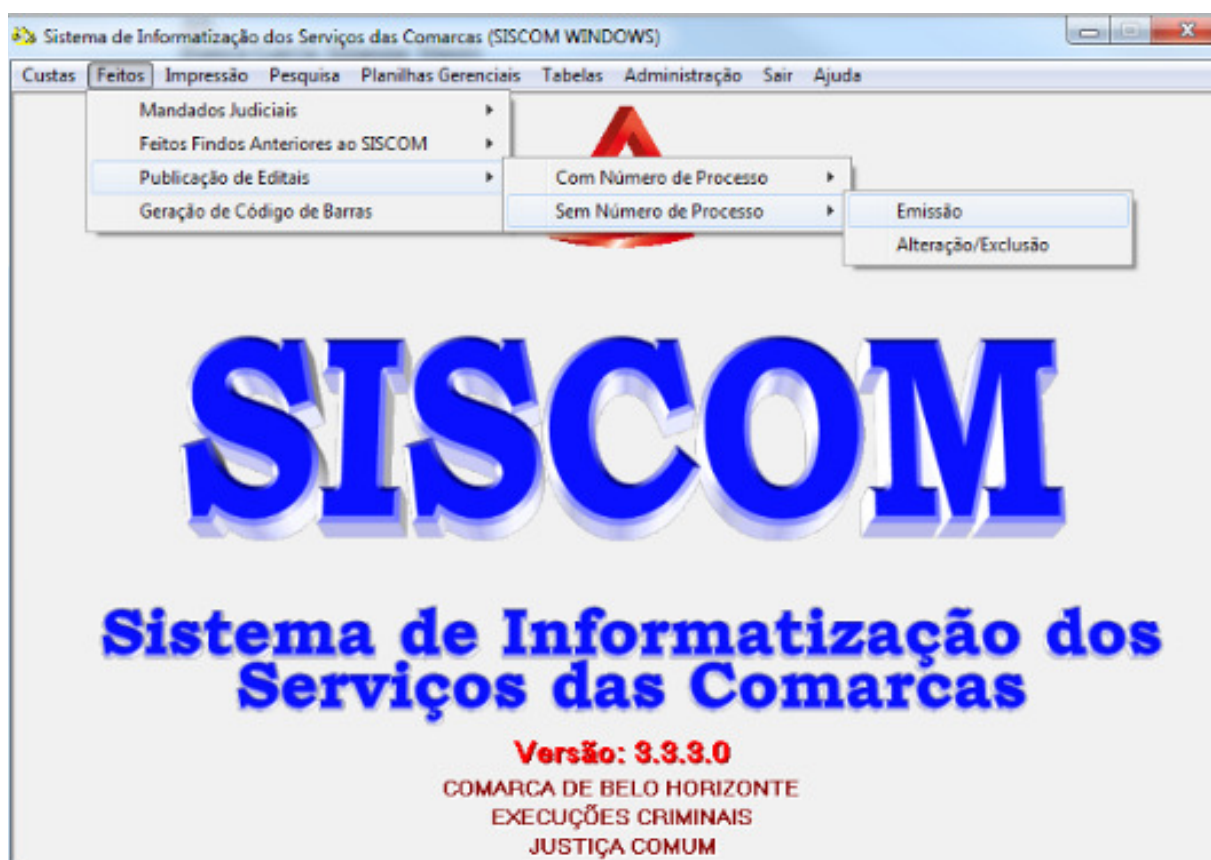 Sistema de Informatização dos Serviços das Comarcas (SISCOM WINDOWS)
Custas Feitos Impressão Pesquisa Planilhas Gerenciais Tabelas Administração Sair Ajuda
Mandados Judiciais
Feitos Findos Anteriores ao SISCOM
Publicação de Editais
Geração de Código de Barras
Com Número de Processo
Sem Número de Processo
Emissão
Alteração/Exclusão
SISCOM
Sistema de Informatização dos
Serviços das Comarcas
Versão: 3.3.3.0
COMARCA DE BELO HORIZONTE
EXECUÇÕES CRIMINAIS
JUSTIÇA COMUM